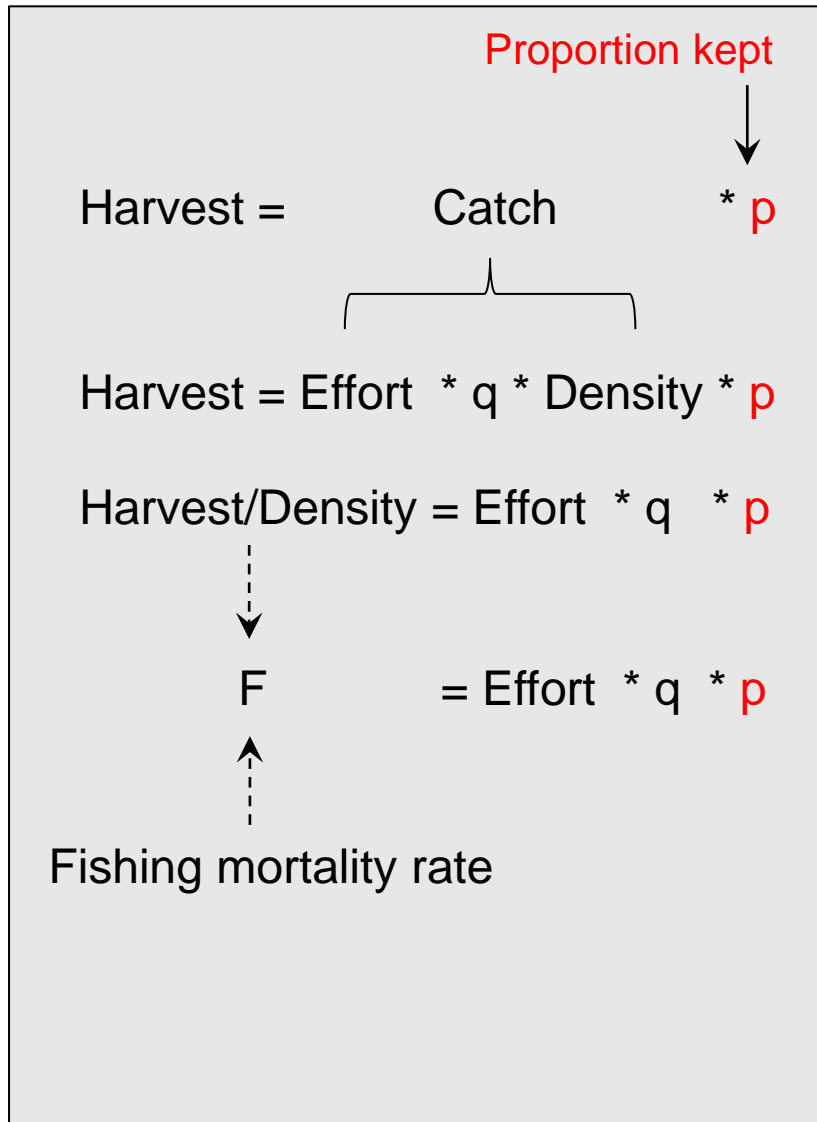 Proportion kept
Harvest = Catch * p
Harvest = Effort * q * Density * p
Harvest/Density = Effort * q * p
F = Effort * q * p
Fishing mortality rate